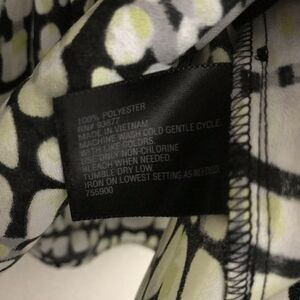 100% POLYESTER
RN# 93677
MADE IN VIETNAM
MACHINE WASH COLD GENTLE CYCLE.
LIKE COLORS.
USE ONLY NON-CHLORINE
BLEACH WHEN NEEDED.
TUMBLE DRY LOW.
IRON ON LOWEST SETTING AS NEEDED.
755900